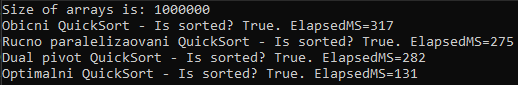 Size of arrays is: 1000000
Obicni QuickSort - Is sorted? True. ElapsedMS=317
Rucno paralelizaovani QuickSort - Is sorted? True. ElapsedMS=275
Dual pivot QuickSort - Is sorted? True. ElapsedMS=282
Optimalni QuickSort - Is sorted? True. ElapsedMS=131